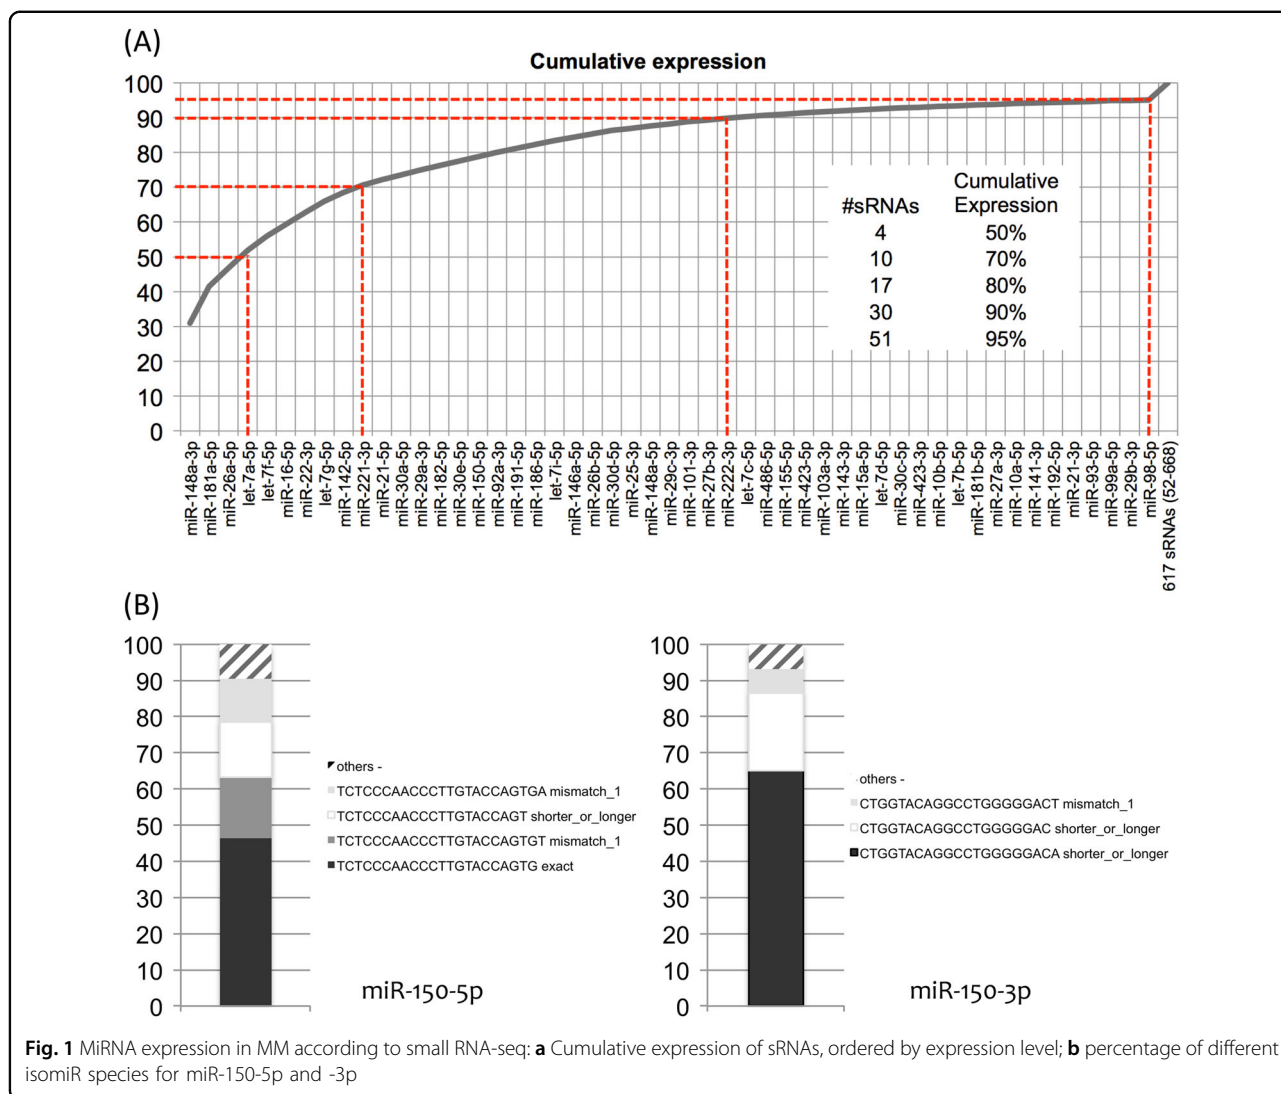 (A)
Cumulative expression
100
90
80
70
60
50
40
30
20
10
0
#sRNAs Cumulative Expression
4 50%
10 70%
17 80%
30 90%
51 95%
miR-148a-3p
miR-181a-5p
miR-26a-5p
let-7a-5p
let-7f-5p
miR-16-5p
miR-22-3p
let-7g-5p
miR-142-5p
miR-221-3p
miR-21-5p
miR-30a-5p
miR-29a-3p
miR-182-5p
miR-30e-5p
miR-150-5p
miR-92a-3p
miR-191-5p
miR-186-5p
let-7i-5p
miR-146a-5p
miR-26b-5p
miR-30d-5p
miR-25-3p
miR-148a-5p
miR-29c-3p
miR-101-3p
miR-27b-3p
miR-222-3p
let-7c-5p
miR-486-5p
miR-155-5p
miR-423-5p
miR-103a-3p
miR-143-3p
miR-15a-5p
let-7d-5p
miR-30c-5p
miR-423-3p
miR-10b-5p
let-7b-5p
miR-181b-5p
miR-27a-3p
miR-10a-5p
miR-141-3p
miR-192-5p
miR-21-3p
miR-93-5p
miR-99a-5p
miR-29b-3p
miR-98-5p
617 sRNAs (52-668)
(B)
100
90
80
70
60
50
40
30
20
10
0
others -
TCTCCCAACCCTTGTACCAGTGA mismatch_1
TCTCCCAACCCTTGTACCAGT shorter_or_longer
TCTCCCAACCCTTGTACCAGTGT mismatch_1
TCTCCCAACCCTTGTACCAGTG exact
miR-150-5p
100
90
80
70
60
50
40
30
20
10
0
others -
CTGGTACAGGCCTGGGGGACT mismatch_1
CTGGTACAGGCCTGGGGGAC shorter_or_longer
CTGGTACAGGCCTGGGGGACA shorter_or_longer
miR-150-3p
Fig. 1 MiRNA expression in MM according to small RNA-seq: a Cumulative expression of sRNAs, ordered by expression level; b percentage of different
isomiR species for miR-150-5p and -3p